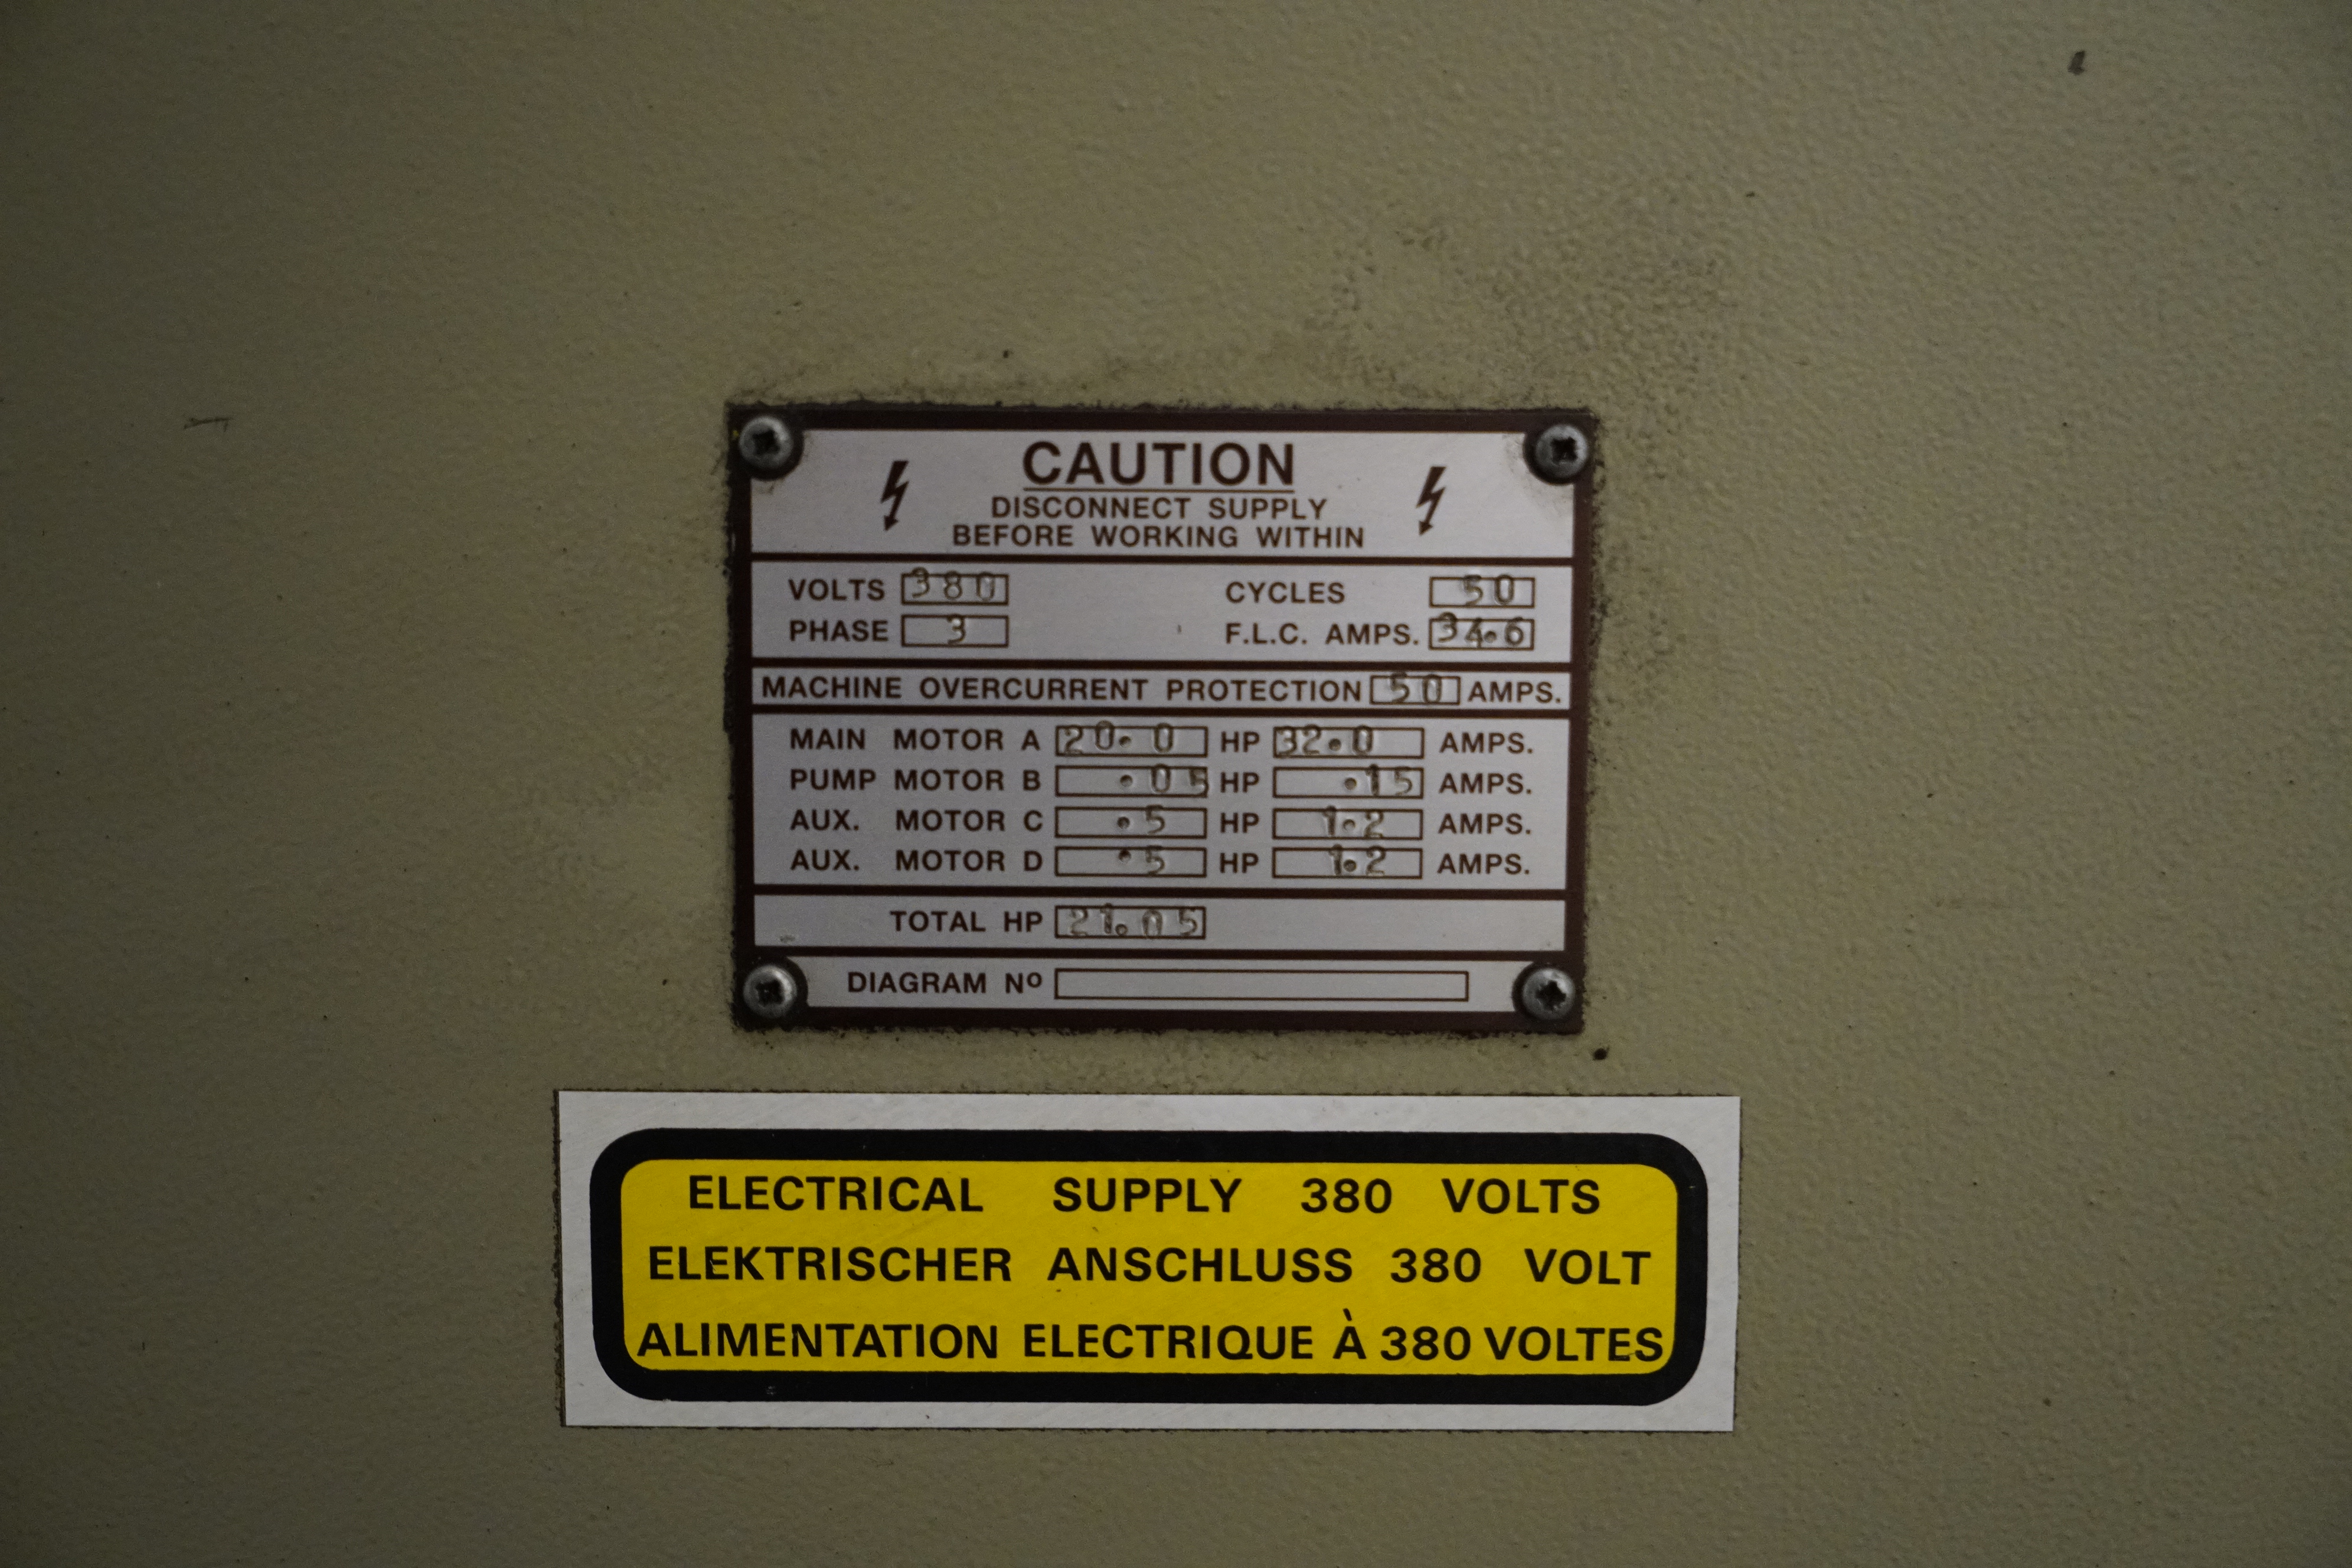 CAUTION
DISCONNECT SUPPLY
BEFORE WORKING WITHIN
VOLTS 380 CYCLES 50
PHASE 3 F.L.C. AMPS. 34.6
MACHINE OVERCURRENT PROTECTION 50 AMPS.
MAIN MOTOR A 20.0 HP 32.0 AMPS.
PUMP MOTOR B .05 HP .15 AMPS.
AUX. MOTOR C .5 HP 1.2 AMPS.
AUX. MOTOR D .5 HP 1.2 AMPS.
TOTAL HP 21.05
DIAGRAM Nº
ELECTRICAL SUPPLY 380 VOLTS
ELEKTRISCHER ANSCHLUSS 380 VOLT
ALIMENTATION ELECTRIQUE À 380 VOLTES